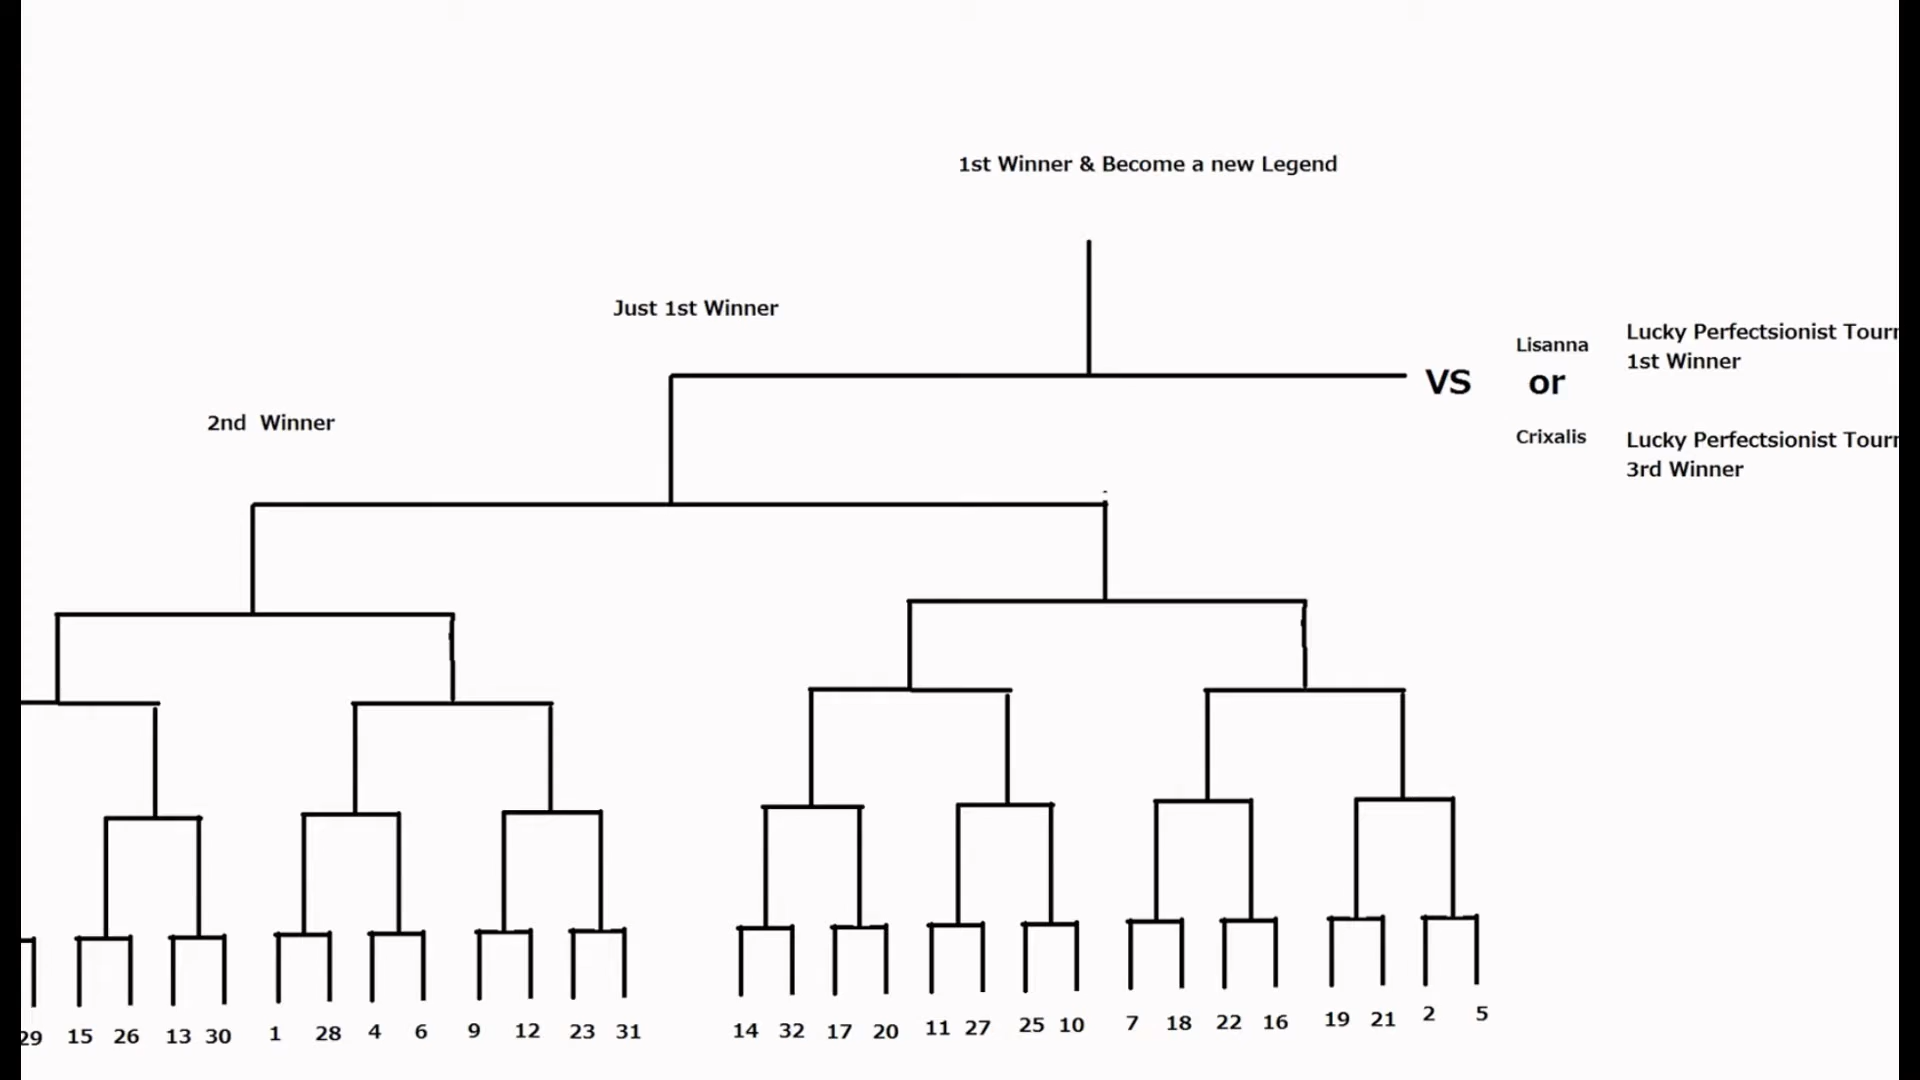 1st Winner & Become a new Legend
Just 1st Winner
Lucky Perfectsionist
1st Winner
Lisanna
VS or
2nd Winner
Crixalis
Lucky Perfectsionist
3rd Winner
29 15 26 13 30 1 28 4 6 9 12 23 31 14 32 17 20 11 27 25 10 7 18 22 16 19 21 2 5